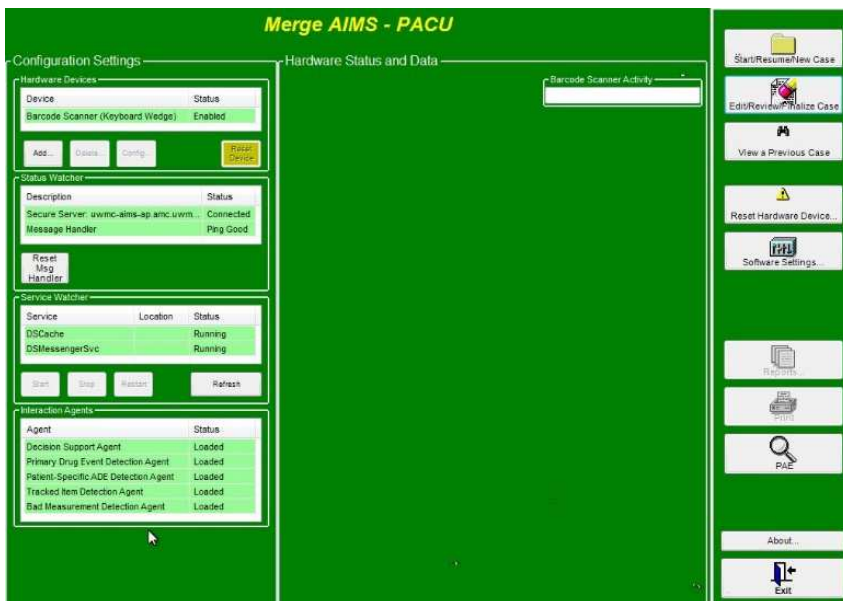 Merge AIMS - PACU
Configuration Settings
Hardware Devices
Device Status
Barcode Scanner (Keyboard Wedge) Enabled
Add... Delete... Config...
Reset
Device
Status Watcher
Description Status
Secure Server: uwmc-aims-ap.amc.uwm... Connected
Message Handler Ping Good
Reset
Msg
Handler
Service Watcher
Service Location Status
DSCache Running
DSMessengerSvc Running
Start Stop Restart Refresh
Interaction Agents
Agent Status
Decision Support Agent Loaded
Primary Drug Event Detection Agent Loaded
Patient-Specific ADE Detection Agent Loaded
Tracked Item Detection Agent Loaded
Bad Measurement Detection Agent Loaded
Hardware Status and Data
Barcode Scanner Activity
Start/Resume/New Case
Edit/Review/Finalize Case
View a Previous Case
Reset Hardware Device...
Software Settings...
Reports...
Print
PAE
About...
Exit